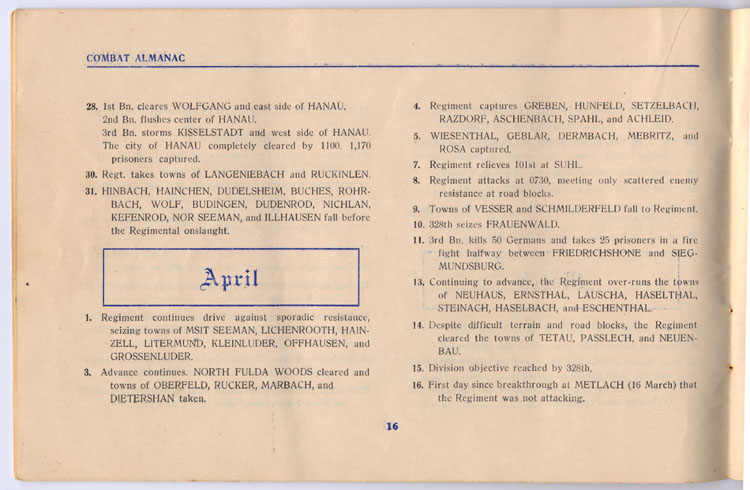 COMBAT ALMANAC
28. 1st Bn. cleares WOLFGANG and east side of HANAU.
2nd Bn. flushes center of HANAU.
3rd Bn. storms KISSELSTADT and west side of HANAU.
The city of HANAU completely cleared by 1100. 1,170
prisoners captured.
30. Regt. takes towns of LANGENIEBACH and RUCKINLEN.
31. HINBACH, HAINCHEN, DUDELSHEIM, BUCHES, ROHR-
BACH, WOLF, BUDINGEN, DUDENROD, NICHLAN,
KEFENROD, NOR SEEMAN, and ILLHAUSEN fall before
the Regimental onslaught.
April
1. Regiment continues drive against sporadic resistance,
seizing towns of MSIT SEEMAN, LICHENROOTH, HAIN-
ZELL, LITERMUND, KLEINLUDER, OFFHAUSEN, and
GROSSENLUDER.
3. Advance continues. NORTH FULDA WOODS cleared and
towns of OBERFELD, RUCKER, MARBACH, and
DIETERSHAN taken.
4. Regiment captures GREBEN, HUNFELD, SETZELBACH,
RAZDORF, ASCHENBACH, SPAHL, and ACHLEID.
5. WIESENTHAL, GEBLAR, DERMBACH, MEBRITZ, and
ROSA captured.
7. Regiment relieves 101st at SUHL.
8. Regiment attacks at 0730, meeting only scattered enemy
resistance at road blocks.
9. Towns of VESSER and SCHMILDERFELD fall to Regiment.
10. 328th seizes FRAUENWALD.
11. 3rd Bn. kills 50 Germans and takes 25 prisoners in a fire
fight halfway between FRIEDRICHSHONE and SIEG-
MUNDSBURG.
13. Continuing to advance, the Regiment over-runs the towns
of NEUHAUS, ERNSTHAL, LAUSCHA, HASELTHAL,
STEINACH, HASELBACH, and ESCHENTHAL.
14. Despite difficult terrain and road blocks, the Regiment
cleared the towns of TETAU, PASSLECH, and NEUEN-
BAU.
15. Division objective reached by 328th.
16. First day since breakthrough at METLACH (16 March) that
the Regiment was not attacking.
16